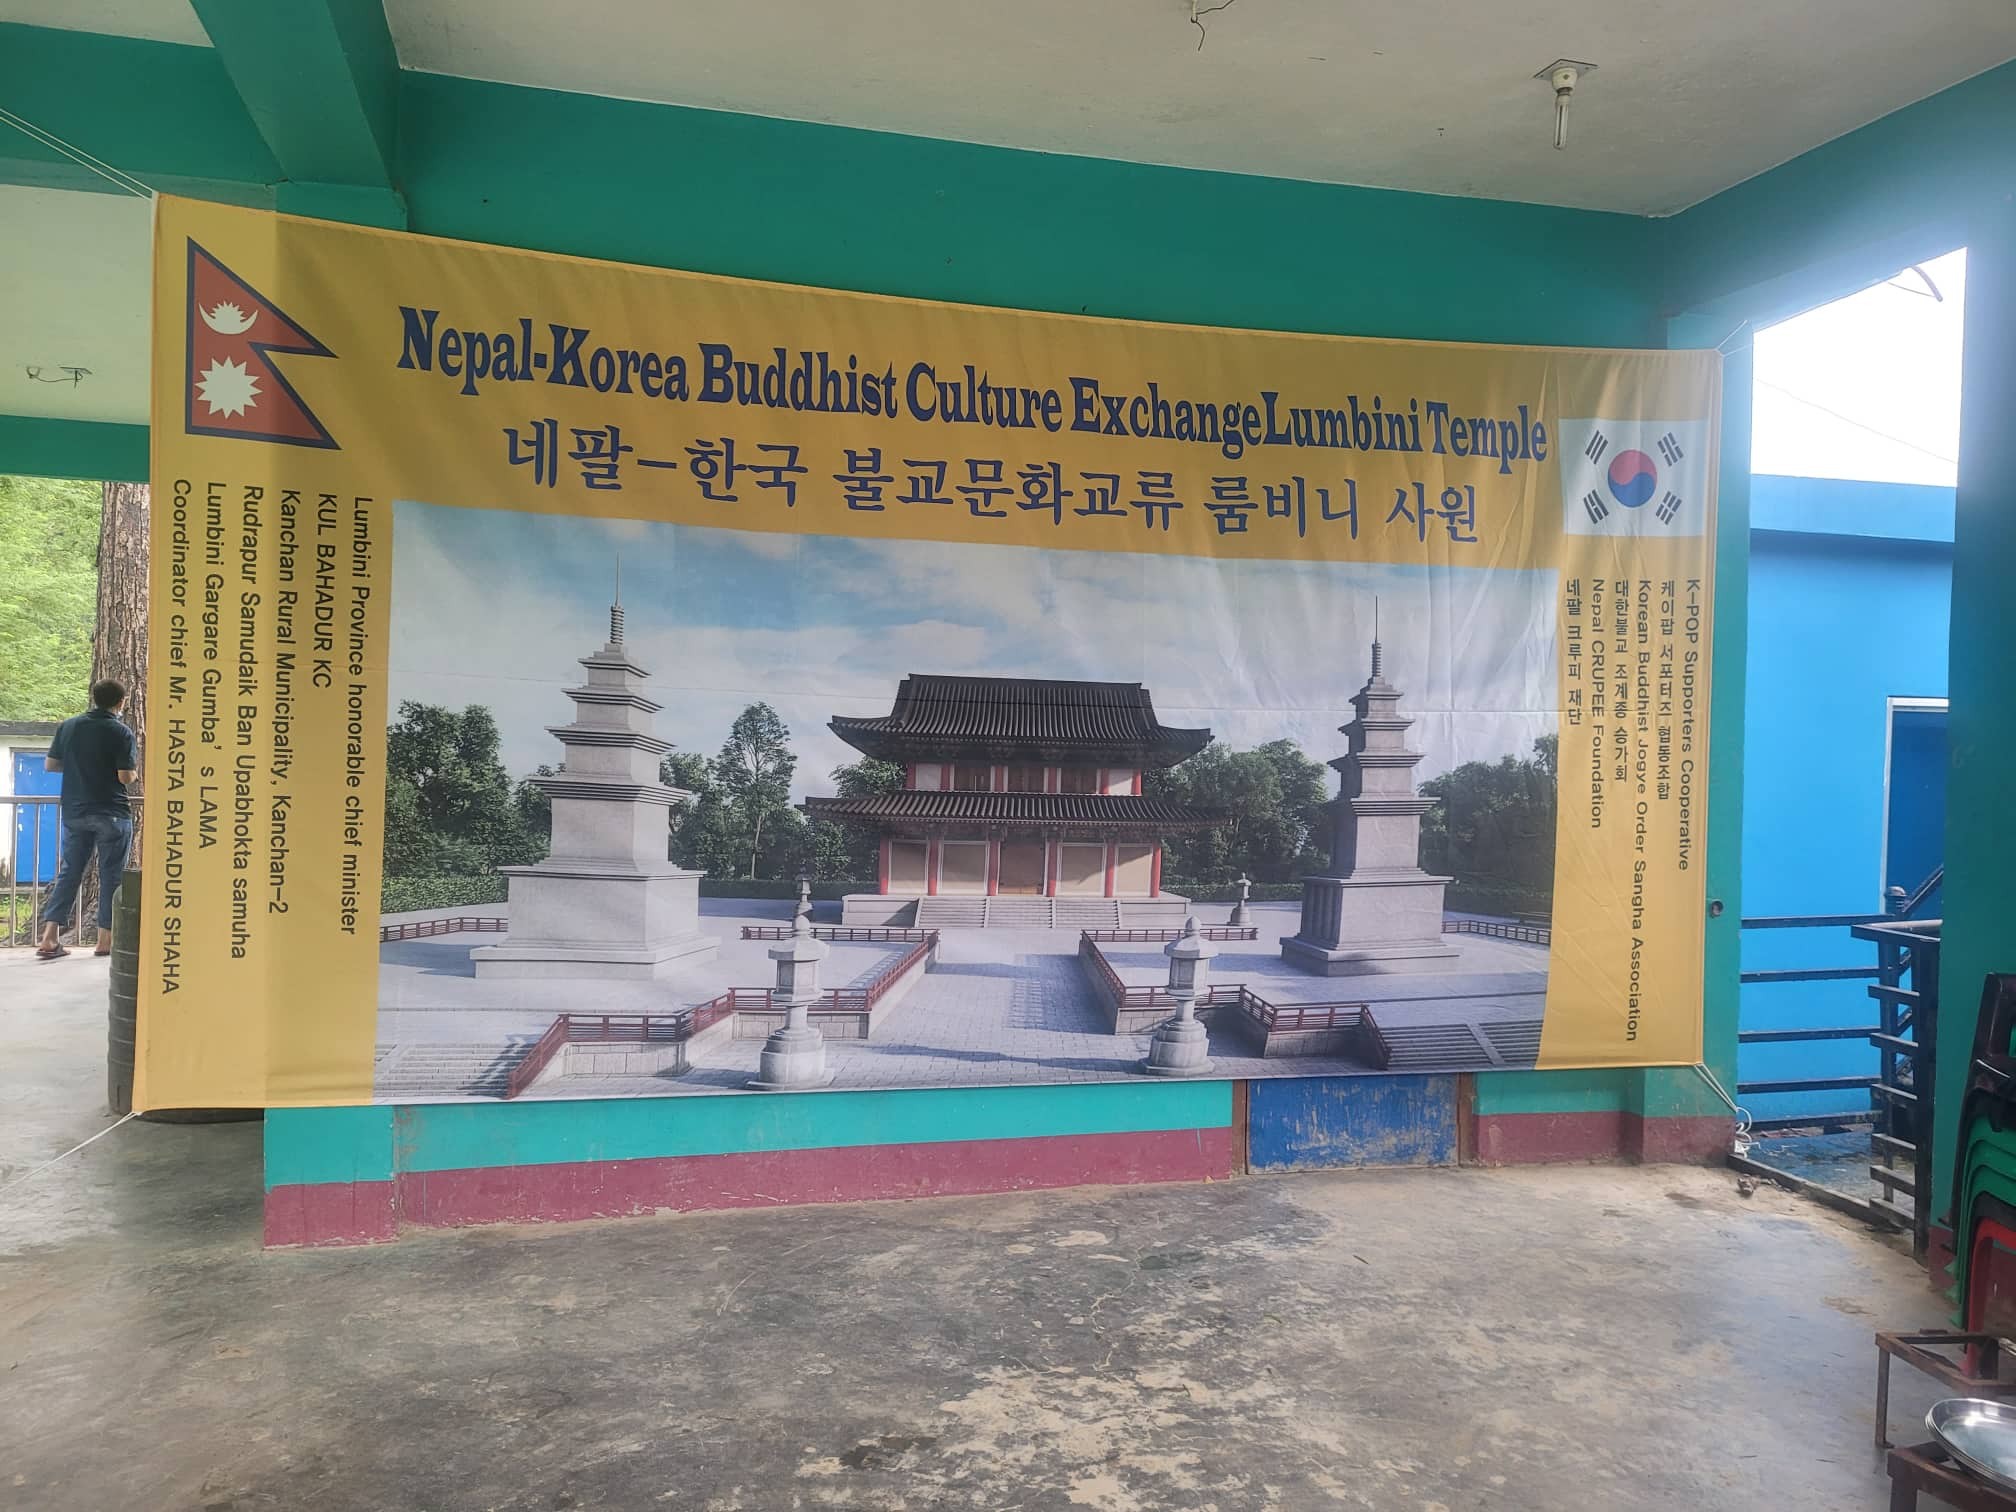 Nepal-Korea Buddhist Culture ExchangeLumbini Temple
네팔-한국 불교문화교류 룸비니 사원
Lumbini Province honorable chief minister
KUL BAHADUR KC
Kanchan Rural Municipality, Kanchan-2
Rudrapur Samudaik Ban Upabhokta samuha
Lumbini Gargare Gumba's LAMA
Coordinator chief Mr. HASTA BAHADUR SHAHA
K-POP Supporters Cooperative
케이팝 서포터즈 협동조합
Korean Buddhist Jogye Order Sangha Association
대한불교 조계종 승가회
Nepal CRUPEE Foundation
네팔 크루피 재단